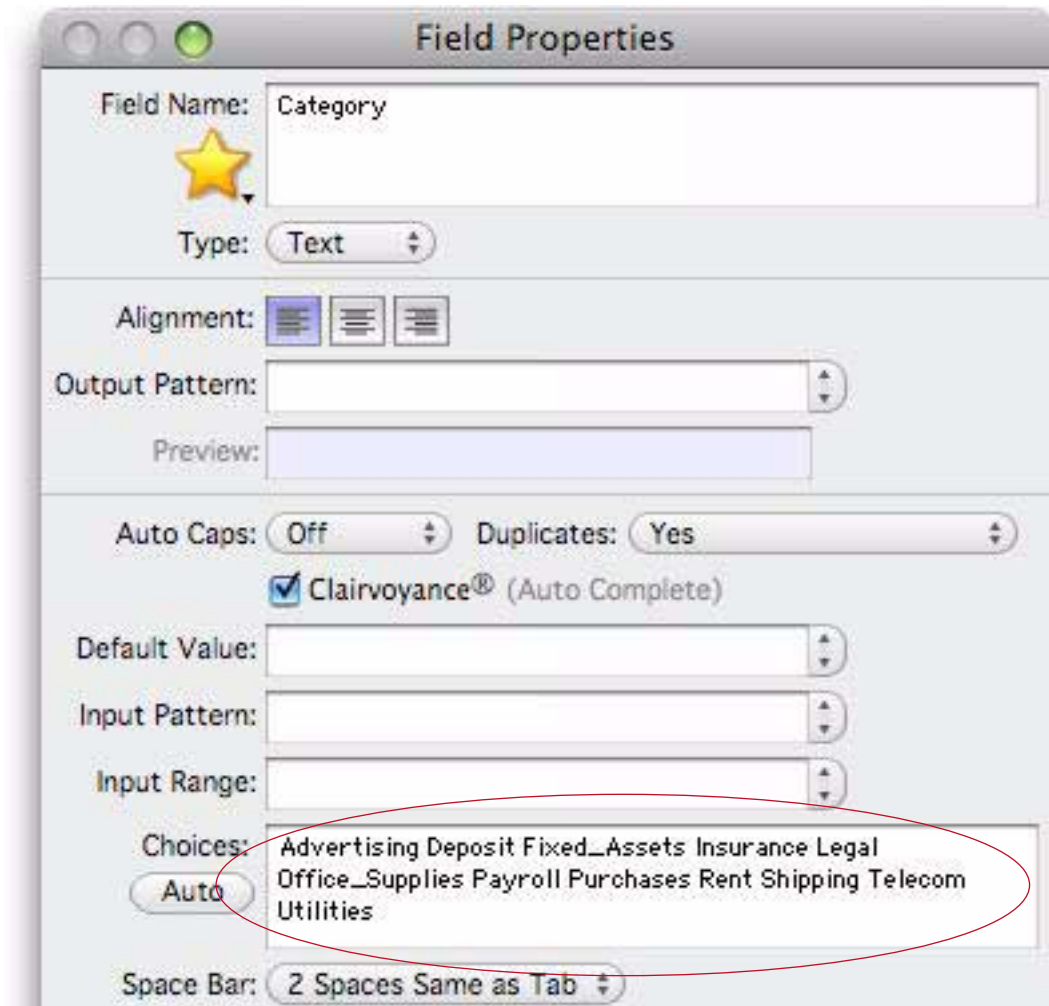 Field Properties
Field Name: Category
Type: Text
Alignment:
Output Pattern:
Preview:
Auto Caps: Off Duplicates: Yes
Clairvoyance® (Auto Complete)
Default Value:
Input Pattern:
Input Range:
Choices: Advertising Deposit Fixed_Assets Insurance Legal
Auto Office_Supplies Payroll Purchases Rent Shipping Telecom
Utilities
Space Bar: 2 Spaces Same as Tab